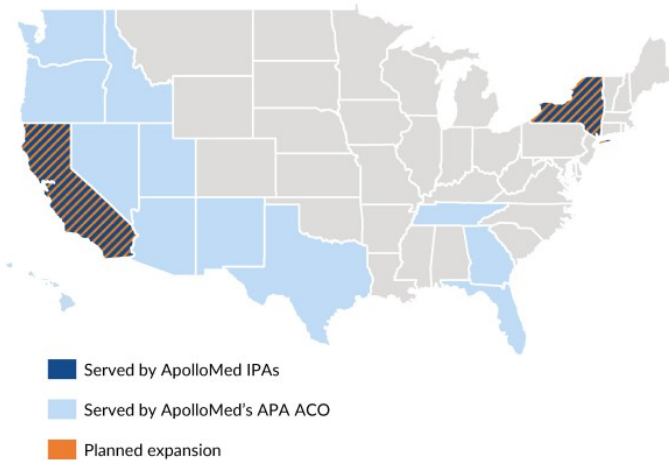 Served by ApolloMed IPAs
Served by ApolloMed’s APA ACO
Planned expansion